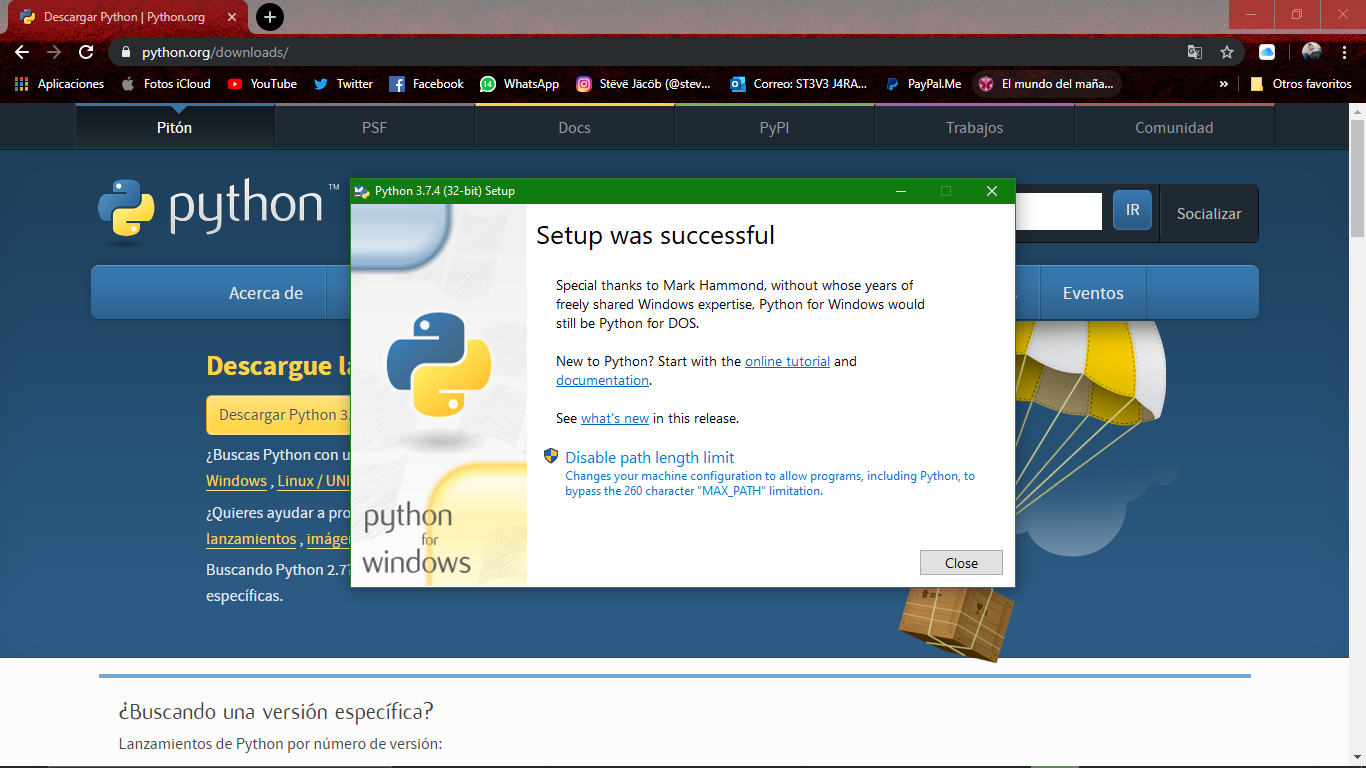 Descargar Python | Python.org
python.org/downloads/
Aplicaciones
Fotos iCloud
YouTube
Twitter
Facebook
14
WhatsApp
Stëvë Jäcöb (@stev...
Correo: ST3V3 J4RA...
PayPal.Me
El mundo del maña...
»
Otros favoritos
Pitón
PSF
Docs
PyPI
Trabajos
Comunidad
python™
IR
Socializar
Acerca de
Eventos
Python 3.7.4 (32-bit) Setup
Setup was successful
Special thanks to Mark Hammond, without whose years of
freely shared Windows expertise, Python for Windows would
still be Python for DOS.
New to Python? Start with the online tutorial and
documentation.
See what's new in this release.
Disable path length limit
Changes your machine configuration to allow programs, including Python, to
bypass the 260 character "MAX_PATH" limitation.
python
for
windows
Close
Descargue
Descargar Python 3
¿Buscas Python con
Windows , Linux / UNI
¿Quieres ayudar a
lanzamientos ,
Buscando Python 2.7?
específicas.
¿Buscando una versión específica?
Lanzamientos de Python por número de versión: